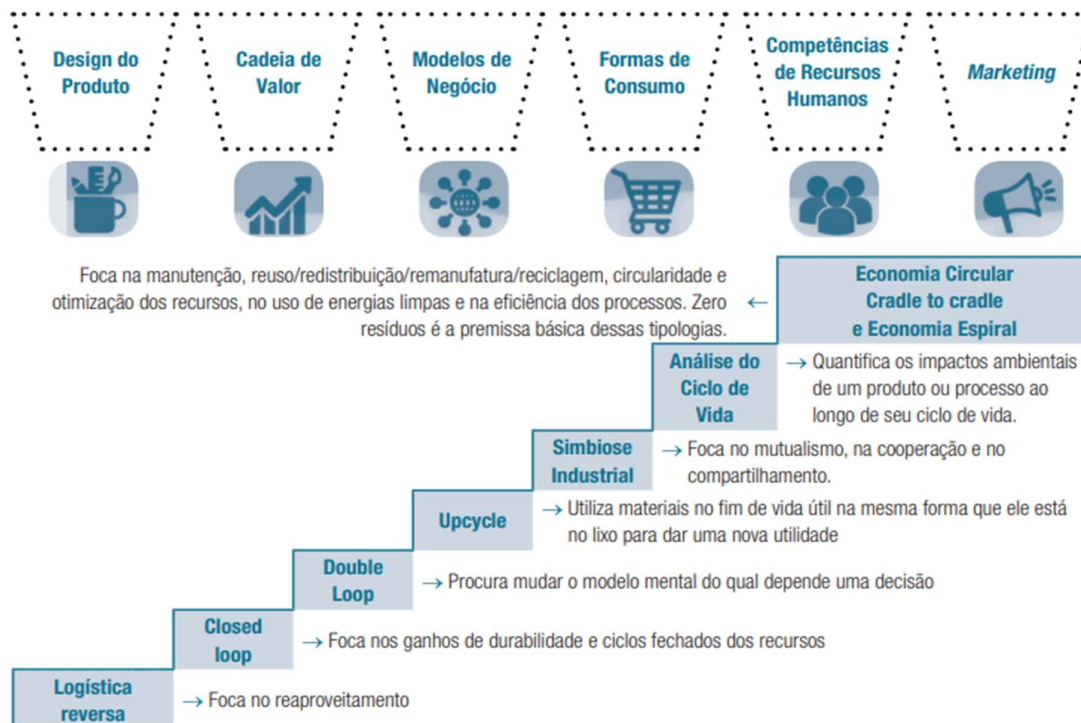 Design do
Produto
Cadeia de
Valor
Modelos de
Negócio
Formas de
Consumo
Competências
de Recursos
Humanos
Marketing
Foca na manutenção, reuso/redistribuição/remanufatura/reciclagem, circularidade e
otimização dos recursos, no uso de energias limpas e na eficiência dos processos. Zero
resíduos é a premissa básica dessas tipologias.
←
Economia Circular
Cradle to cradle
e Economia Espiral
Análise do
Ciclo de
Vida
→ Quantifica os impactos ambientais
de um produto ou processo ao
longo de seu ciclo de vida.
Simbiose
Industrial
→ Foca no mutualismo, na cooperação e no
compartilhamento.
Upcycle
→ Utiliza materiais no fim de vida útil na mesma forma que ele está
no lixo para dar uma nova utilidade
Double
Loop
→ Procura mudar o modelo mental do qual depende uma decisão
Closed
loop
→ Foca nos ganhos de durabilidade e ciclos fechados dos recursos
Logística
reversa
→ Foca no reaproveitamento